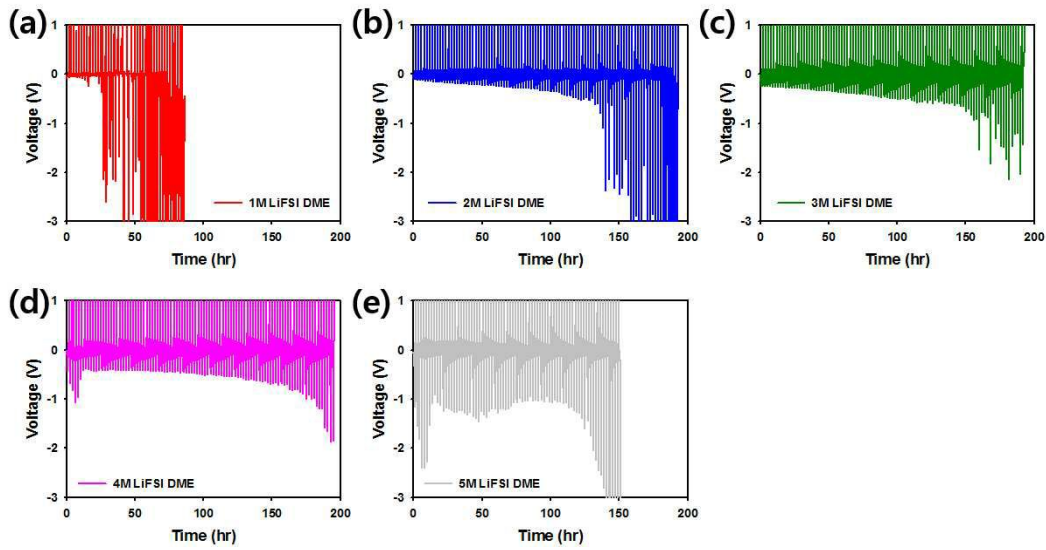 (a)
1
0
-1
-2
-3
Voltage (V)
1M LiFSI DME
0 50 100 150 200
Time (hr)
(b)
1
0
-1
-2
-3
Voltage (V)
2M LiFSI DME
0 50 100 150 200
Time (hr)
(c)
1
0
-1
-2
-3
Voltage (V)
3M LiFSI DME
0 50 100 150 200
Time (hr)
(d)
1
0
-1
-2
-3
Voltage (V)
4M LiFSI DME
0 50 100 150 200
Time (hr)
(e)
1
0
-1
-2
-3
Voltage (V)
5M LiFSI DME
0 50 100 150 200
Time (hr)